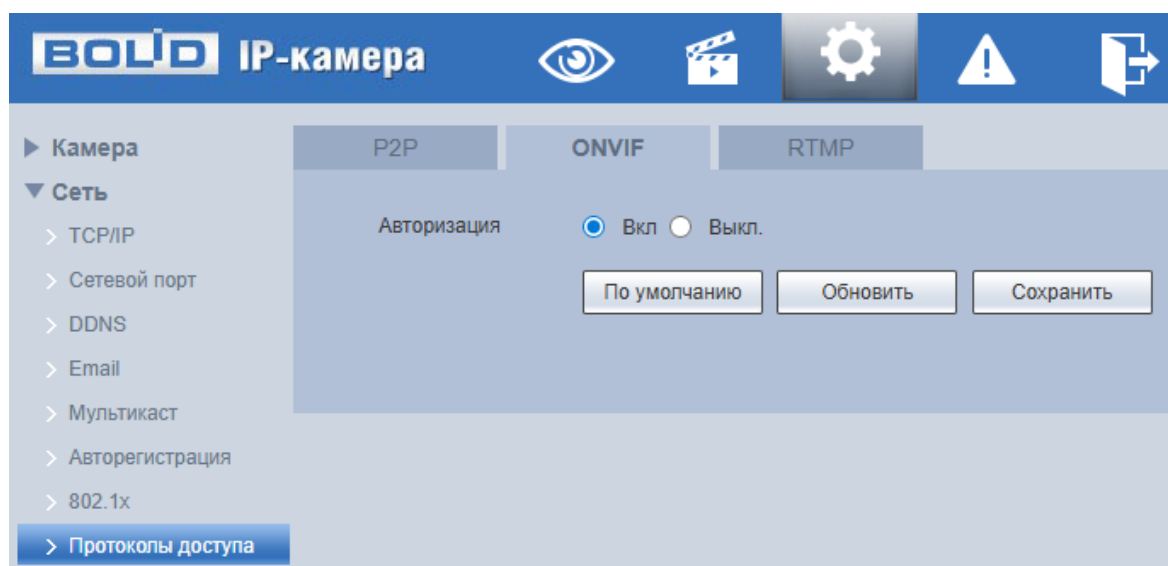 BOLID IP-камера
Камера
Сеть
TCP/IP
Сетевой порт
DDNS
Email
Мультикаст
Авторегистрация
802.1x
Протоколы доступа
P2P ONVIF RTMP
Авторизация Вкл Выкл.
По умолчанию Обновить Сохранить